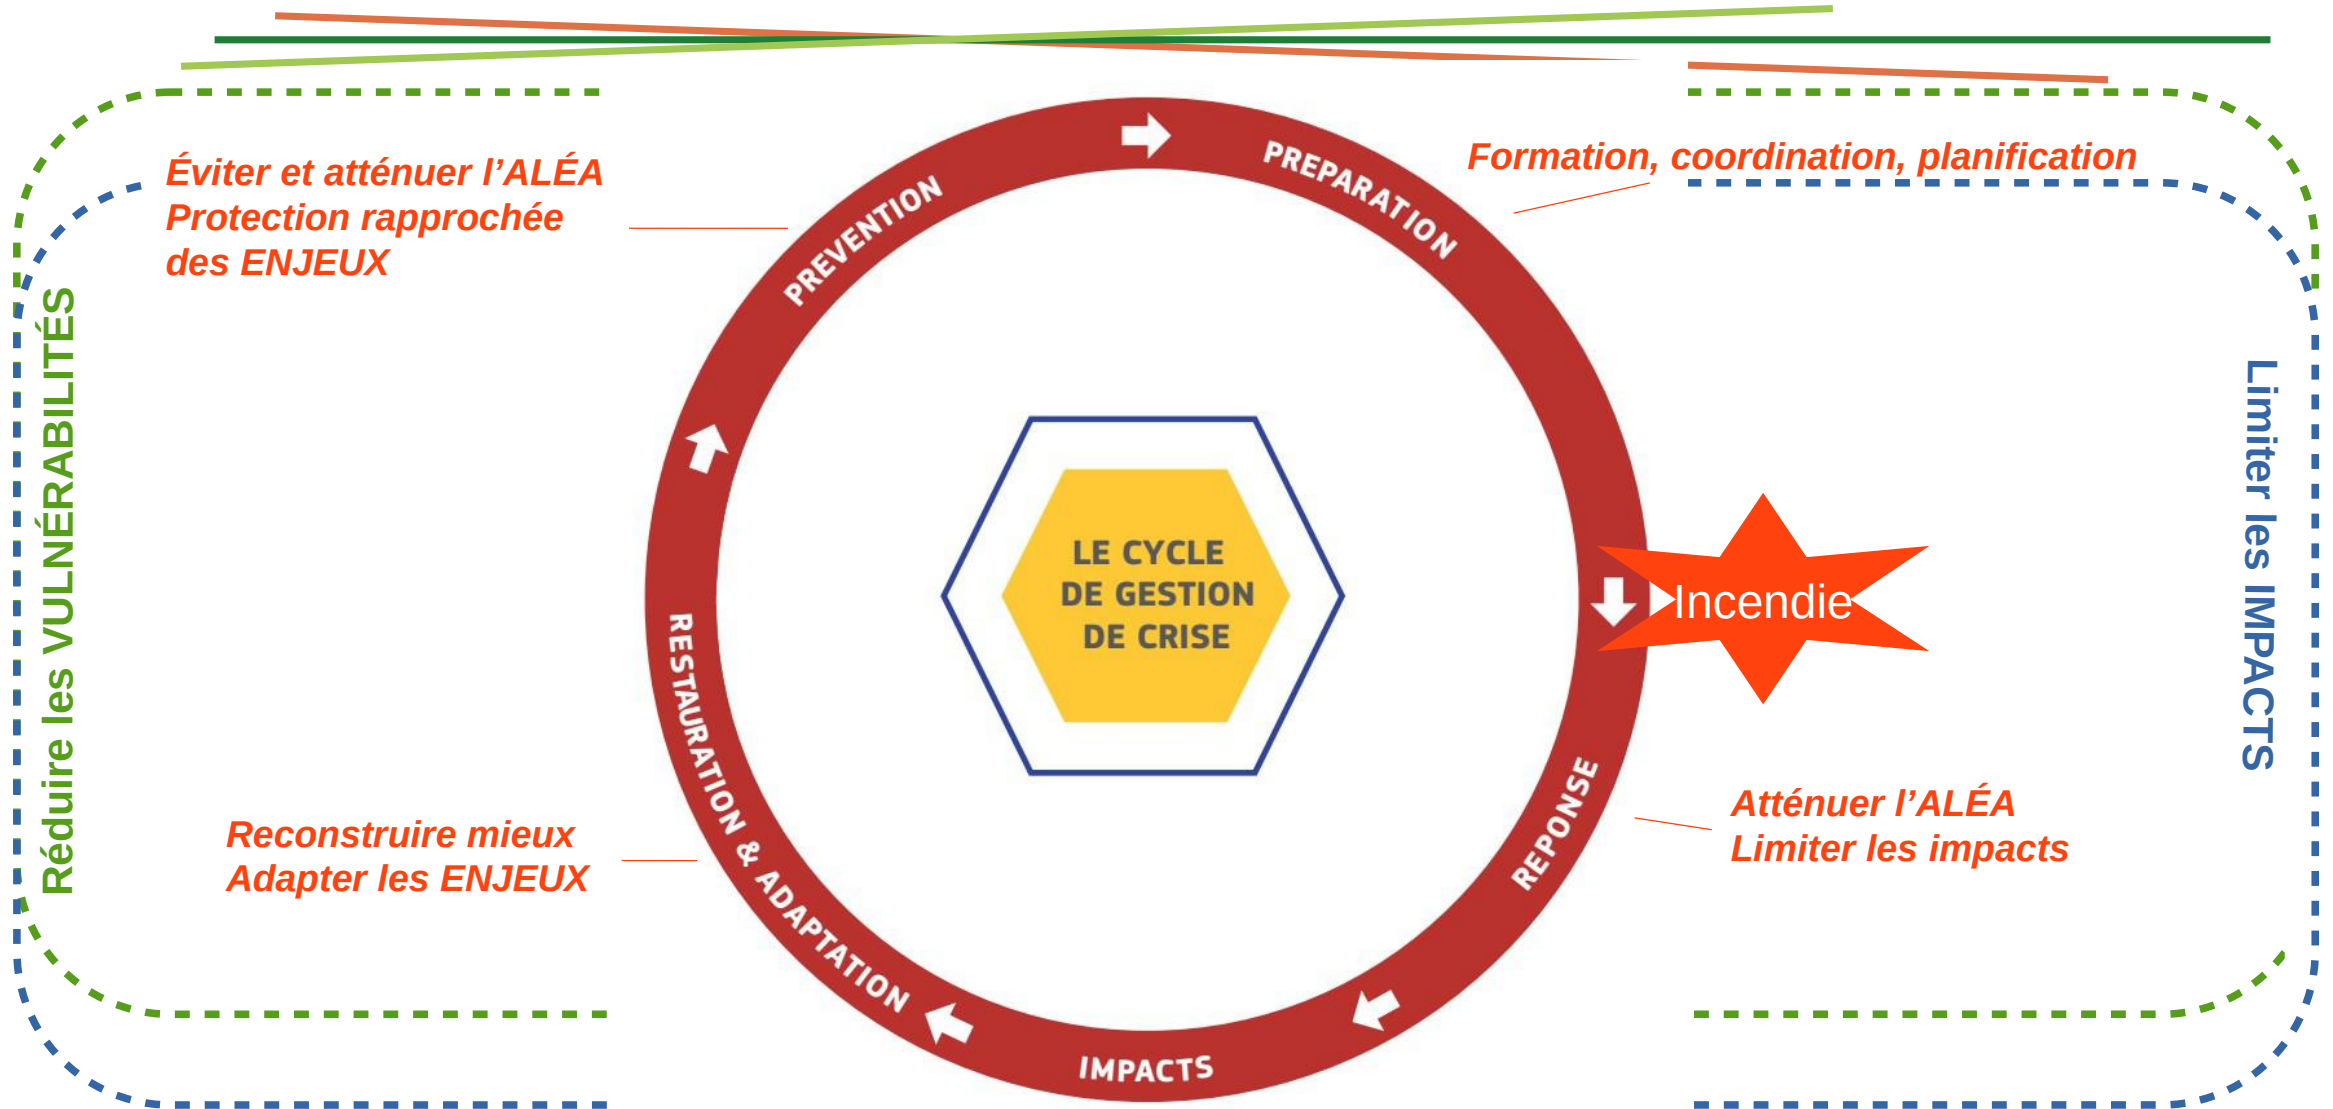 Éviter et atténuer l’ALÉA
Protection rapprochée
des ENJEUX
Formation, coordination, planification
PREVENTION
PREPARATION
Réduire les VULNÉRABILITÉS
Limiter les IMPACTS
LE CYCLE
DE GESTION
DE CRISE
Incendie
REPONSE
Atténuer l’ALÉA
Limiter les impacts
Reconstruire mieux
Adapter les ENJEUX
RESTAURATION & ADAPTATION
IMPACTS